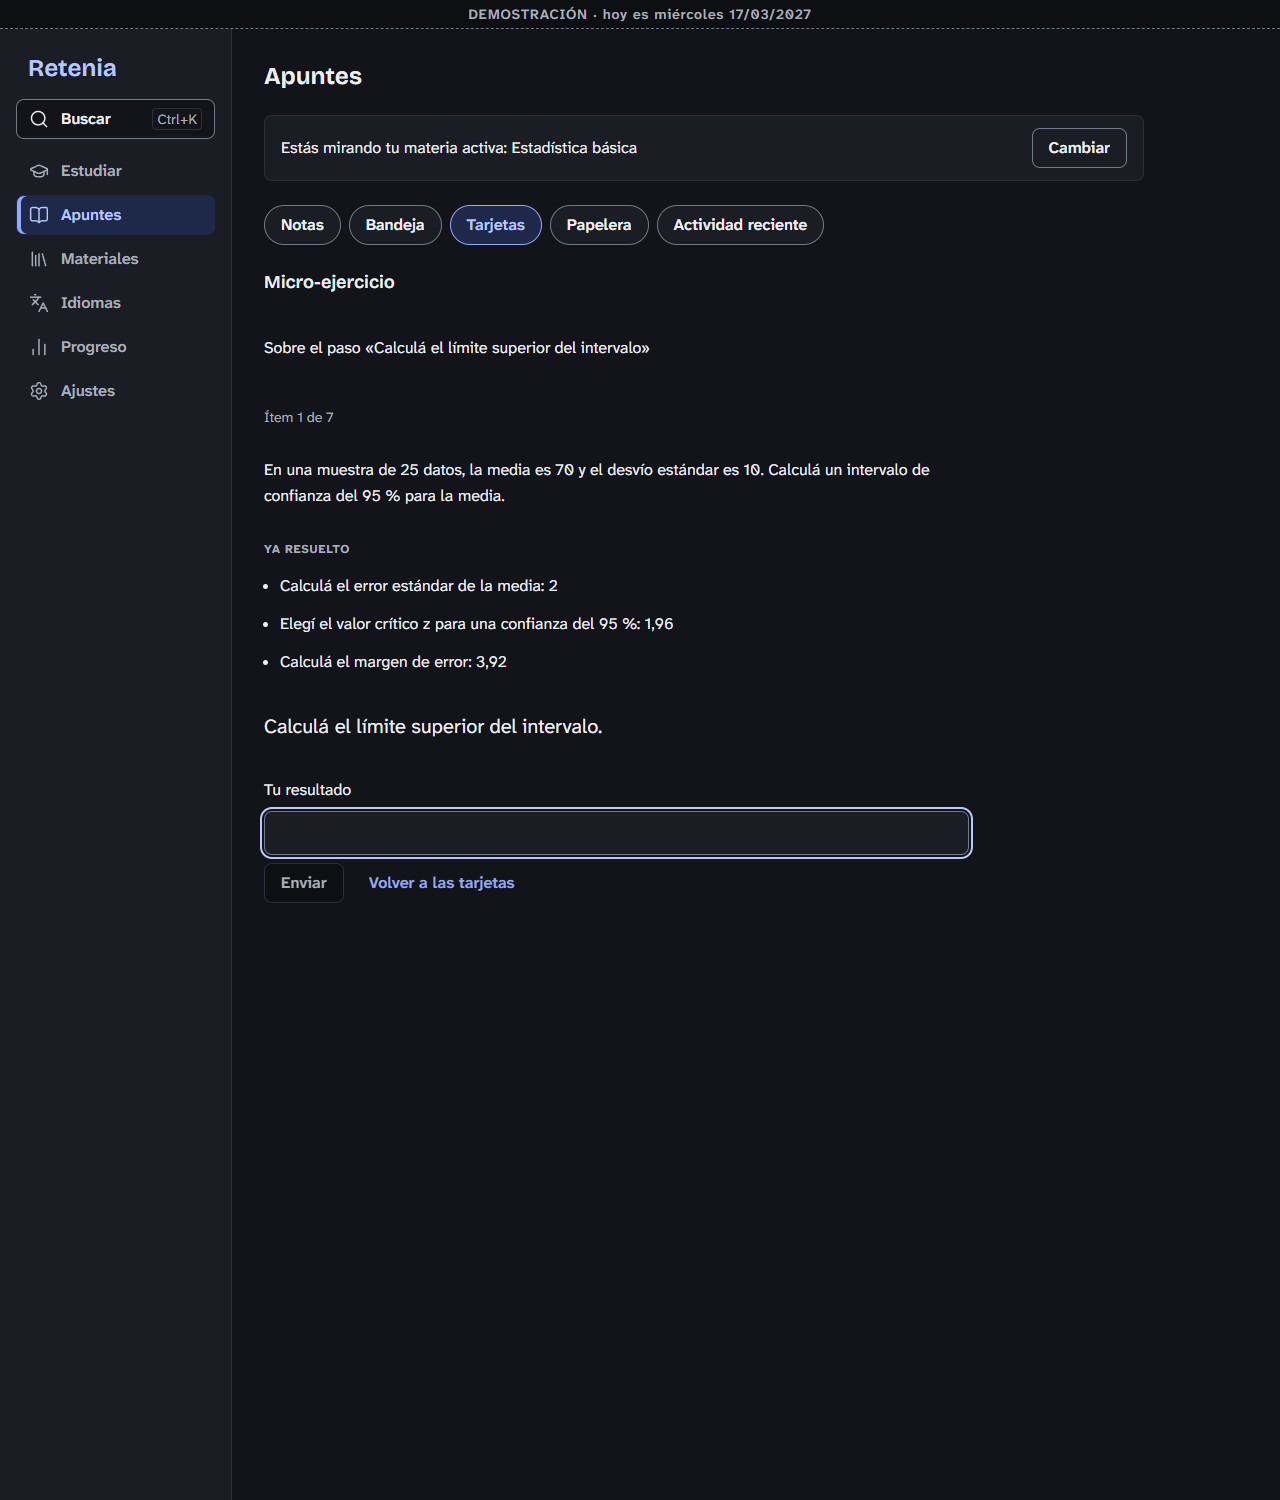 DEMOSTRACIÓN · hoy es miércoles 17/03/2027
Retenia
Buscar Ctrl+K
Estudiar
Apuntes
Materiales
Idiomas
Progreso
Ajustes
Apuntes
Estás mirando tu materia activa: Estadística básica
Cambiar
Notas Bandeja Tarjetas Papelera Actividad reciente
Micro-ejercicio
Sobre el paso «Calculá el límite superior del intervalo»
Ítem 1 de 7
En una muestra de 25 datos, la media es 70 y el desvío estándar es 10. Calculá un intervalo de
confianza del 95 % para la media.
YA RESUELTO
• Calculá el error estándar de la media: 2
• Elegí el valor crítico z para una confianza del 95 %: 1,96
• Calculá el margen de error: 3,92
Calculá el límite superior del intervalo.
Tu resultado
Enviar Volver a las tarjetas